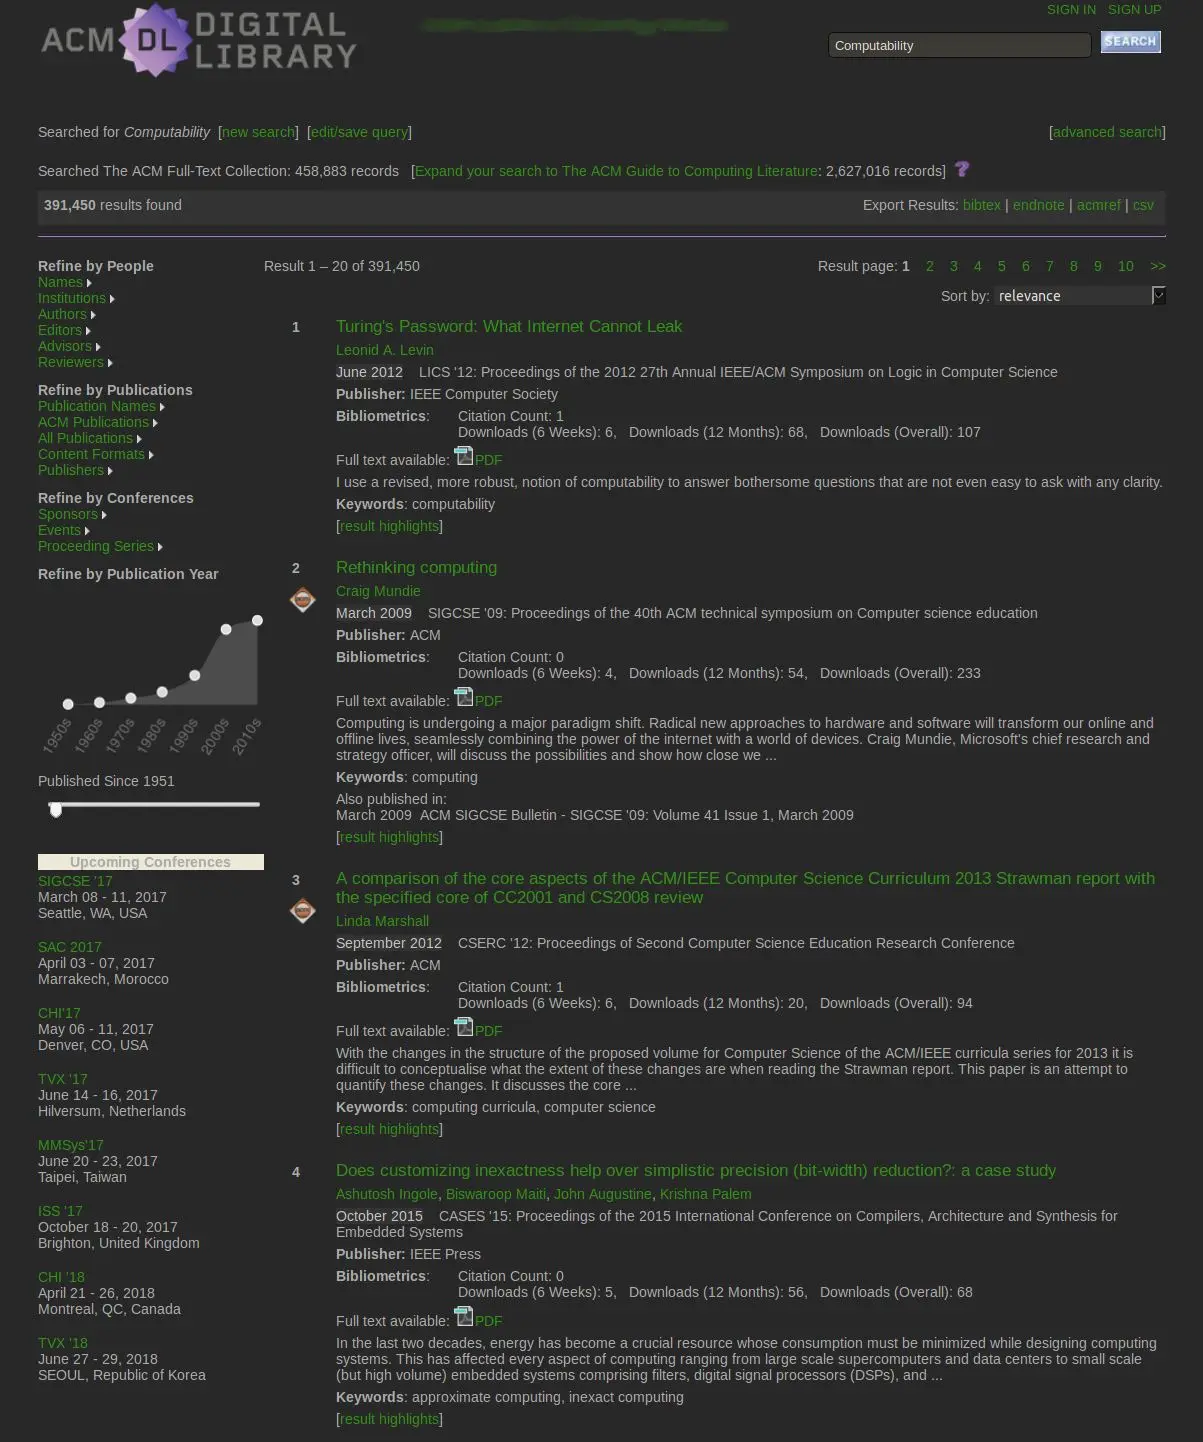 ACM DL DIGITAL LIBRARY
SIGN IN SIGN UP
Computability SEARCH
Searched for Computability [new search] [edit/save query] [advanced search]
Searched The ACM Full-Text Collection: 458,883 records [Expand your search to The ACM Guide to Computing Literature: 2,627,016 records] ?
391,450 results found Export Results: bibtex | endnote | acmref | csv
Refine by People
Names
Institutions
Authors
Editors
Advisors
Reviewers
Refine by Publications
Publication Names
ACM Publications
All Publications
Content Formats
Publishers
Refine by Conferences
Sponsors
Events
Proceeding Series
Refine by Publication Year
1950s 1960s 1970s 1980s 1990s 2000s 2010s
Published Since 1951
Upcoming Conferences
SIGCSE '17
March 08 - 11, 2017
Seattle, WA, USA
SAC 2017
April 03 - 07, 2017
Marrakech, Morocco
CHI'17
May 06 - 11, 2017
Denver, CO, USA
TVX '17
June 14 - 16, 2017
Hilversum, Netherlands
MMSys'17
June 20 - 23, 2017
Taipei, Taiwan
ISS '17
October 18 - 20, 2017
Brighton, United Kingdom
CHI '18
April 21 - 26, 2018
Montreal, QC, Canada
TVX '18
June 27 - 29, 2018
SEOUL, Republic of Korea
Result 1 – 20 of 391,450 Result page: 1 2 3 4 5 6 7 8 9 10 >>
Sort by: relevance
1 Turing's Password: What Internet Cannot Leak
Leonid A. Levin
June 2012 LICS '12: Proceedings of the 2012 27th Annual IEEE/ACM Symposium on Logic in Computer Science
Publisher: IEEE Computer Society
Bibliometrics: Citation Count: 1
Downloads (6 Weeks): 6, Downloads (12 Months): 68, Downloads (Overall): 107
Full text available: PDF
I use a revised, more robust, notion of computability to answer bothersome questions that are not even easy to ask with any clarity.
Keywords: computability
[result highlights]
2 Rethinking computing
Craig Mundie
March 2009 SIGCSE '09: Proceedings of the 40th ACM technical symposium on Computer science education
Publisher: ACM
Bibliometrics: Citation Count: 0
Downloads (6 Weeks): 4, Downloads (12 Months): 54, Downloads (Overall): 233
Full text available: PDF
Computing is undergoing a major paradigm shift. Radical new approaches to hardware and software will transform our online and
offline lives, seamlessly combining the power of the internet with a world of devices. Craig Mundie, Microsoft's chief research and
strategy officer, will discuss the possibilities and show how close we ...
Keywords: computing
Also published in:
March 2009 ACM SIGCSE Bulletin - SIGCSE '09: Volume 41 Issue 1, March 2009
[result highlights]
3 A comparison of the core aspects of the ACM/IEEE Computer Science Curriculum 2013 Strawman report with
the specified core of CC2001 and CS2008 review
Linda Marshall
September 2012 CSERC '12: Proceedings of Second Computer Science Education Research Conference
Publisher: ACM
Bibliometrics: Citation Count: 1
Downloads (6 Weeks): 6, Downloads (12 Months): 20, Downloads (Overall): 94
Full text available: PDF
With the changes in the structure of the proposed volume for Computer Science of the ACM/IEEE curricula series for 2013 it is
difficult to conceptualise what the extent of these changes are when reading the Strawman report. This paper is an attempt to
quantify these changes. It discusses the core ...
Keywords: computing curricula, computer science
[result highlights]
4 Does customizing inexactness help over simplistic precision (bit-width) reduction?: a case study
Ashutosh Ingole, Biswaroop Maiti, John Augustine, Krishna Palem
October 2015 CASES '15: Proceedings of the 2015 International Conference on Compilers, Architecture and Synthesis for
Embedded Systems
Publisher: IEEE Press
Bibliometrics: Citation Count: 0
Downloads (6 Weeks): 5, Downloads (12 Months): 56, Downloads (Overall): 68
Full text available: PDF
In the last two decades, energy has become a crucial resource whose consumption must be minimized while designing computing
systems. This has affected every aspect of computing ranging from large scale supercomputers and data centers to small scale
(but high volume) embedded systems comprising filters, digital signal processors (DSPs), and ...
Keywords: approximate computing, inexact computing
[result highlights]